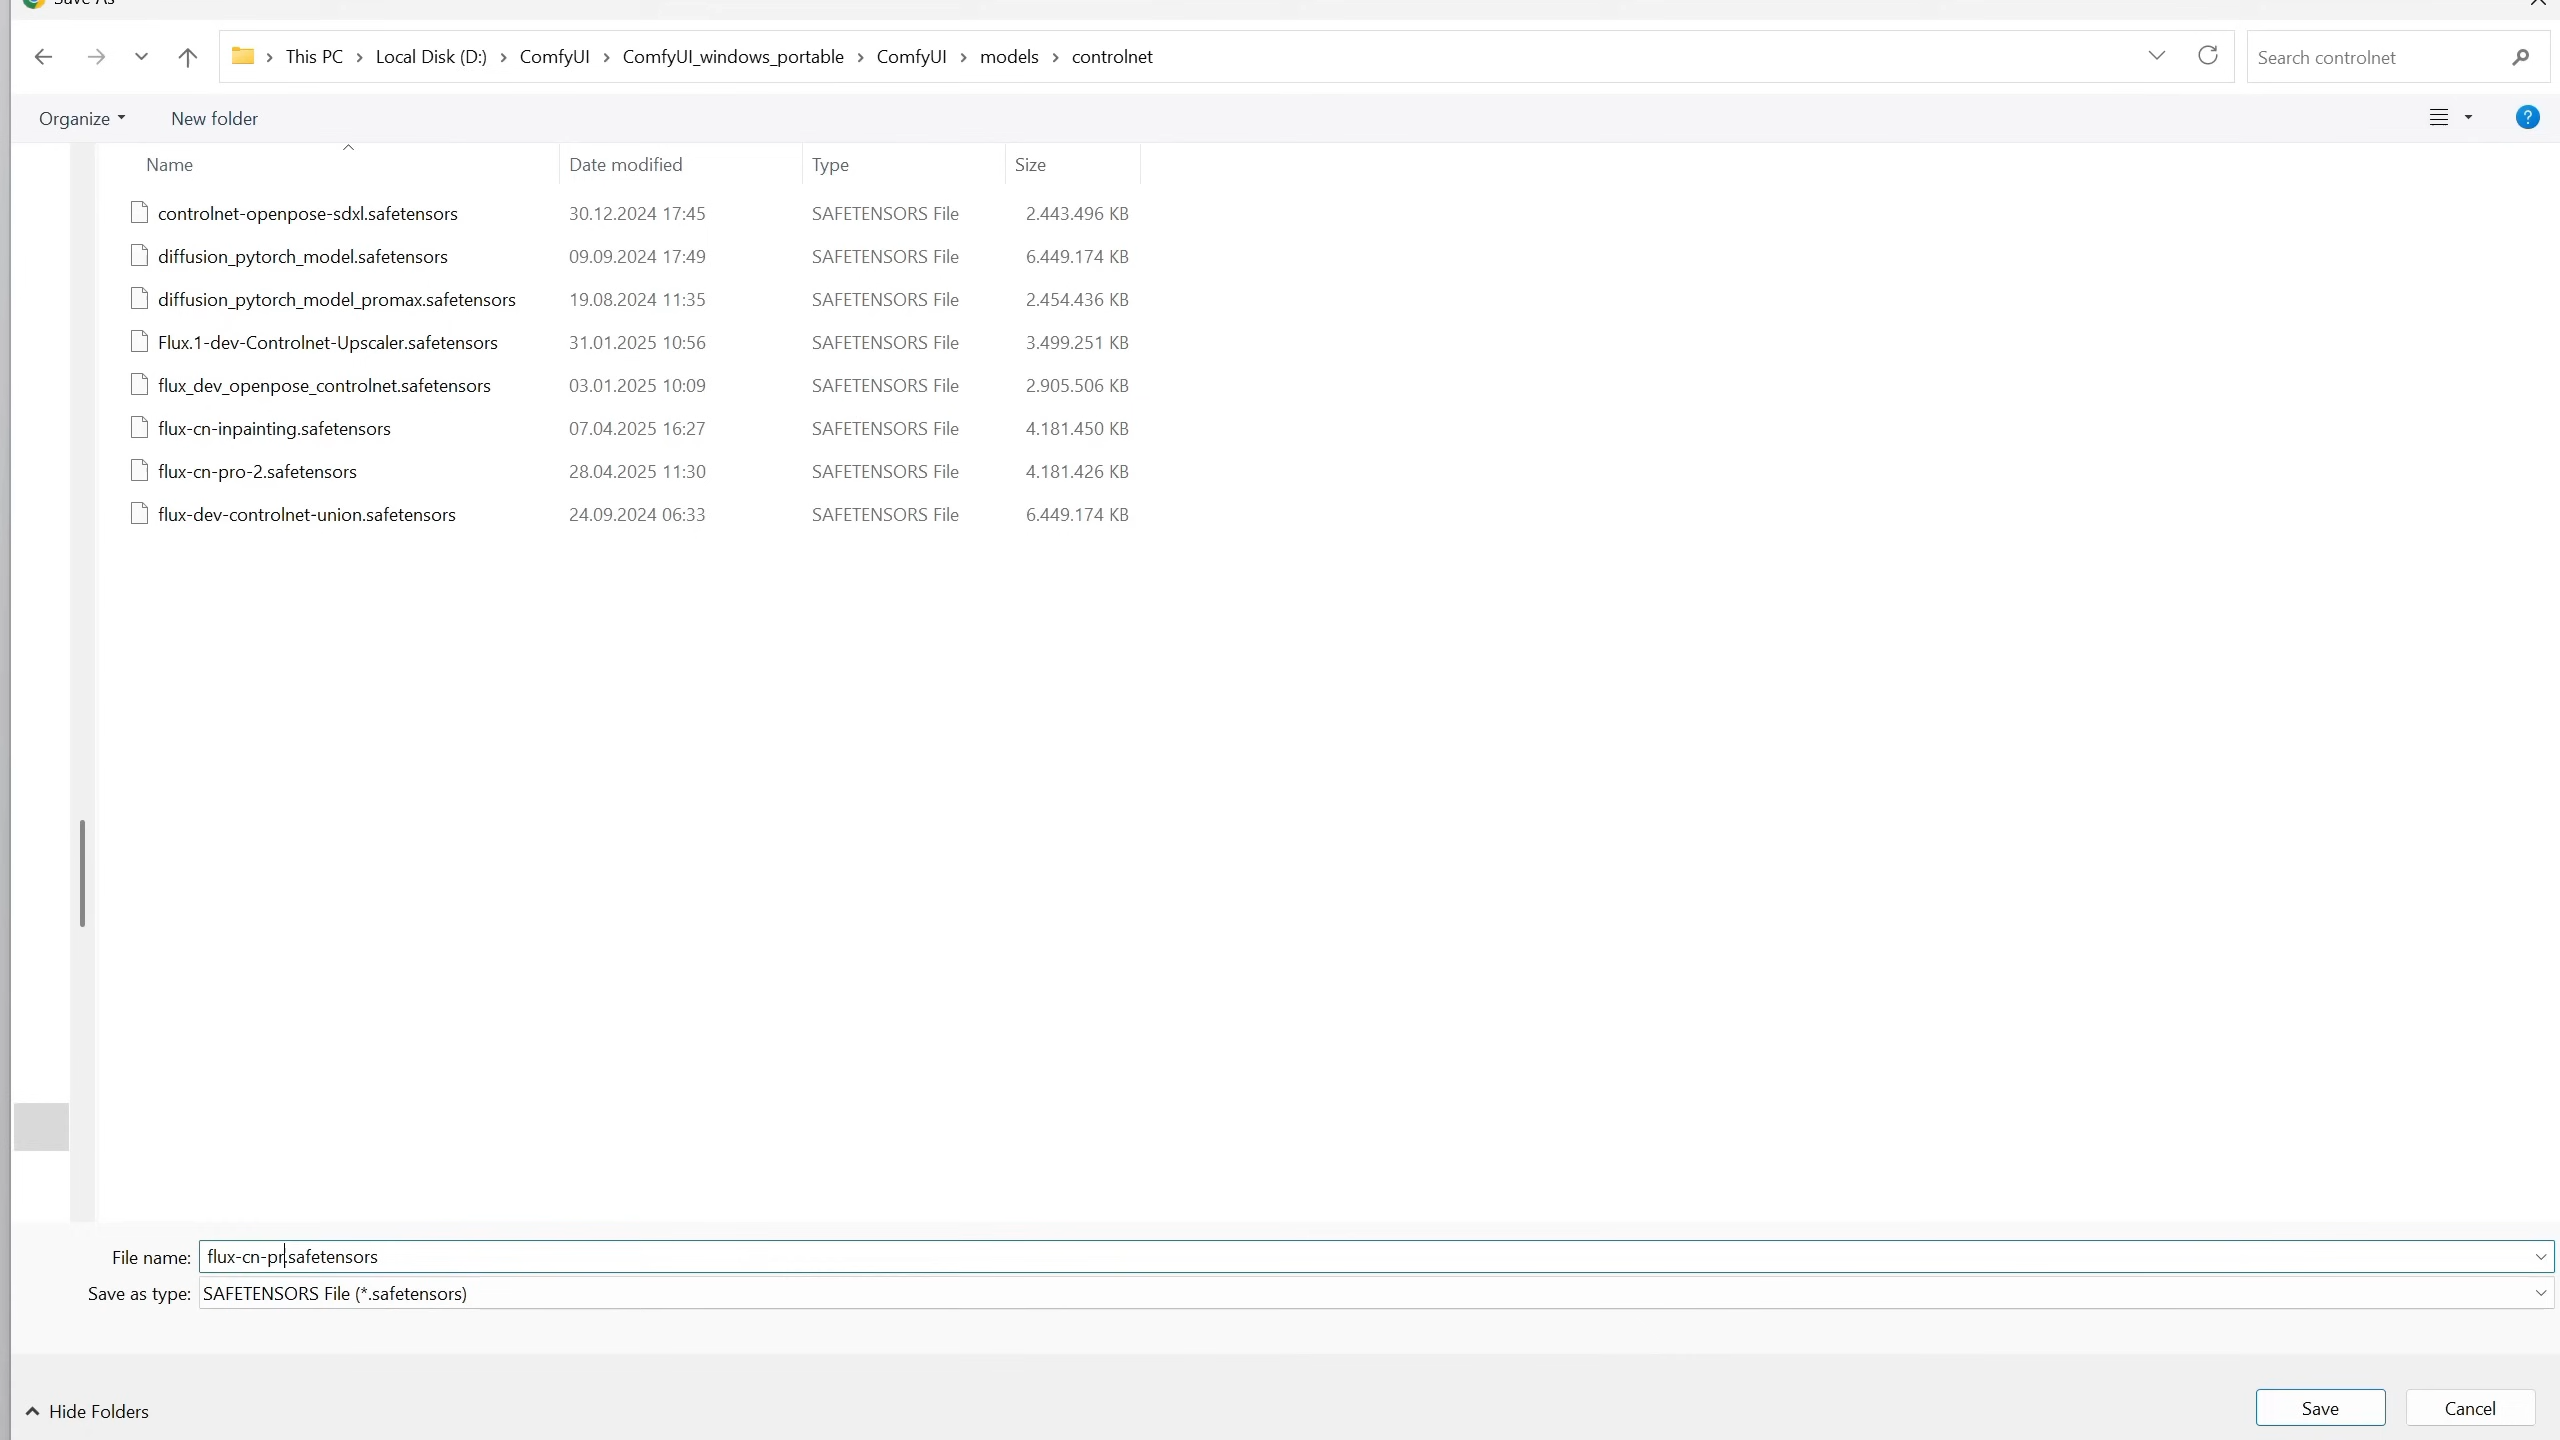 Save As
This PC > Local Disk (D:) > ComfyUI > ComfyUI_windows_portable > ComfyUI > models > controlnet
Search controlnet
Organize New folder
Name Date modified Type Size
controlnet-openpose-sdxl.safetensors 30.12.2024 17:45 SAFETENSORS File 2.443.496 KB
diffusion_pytorch_model.safetensors 09.09.2024 17:49 SAFETENSORS File 6.449.174 KB
diffusion_pytorch_model_promax.safetensors 19.08.2024 11:35 SAFETENSORS File 2.454.436 KB
Flux.1-dev-Controlnet-Upscaler.safetensors 31.01.2025 10:56 SAFETENSORS File 3.499.251 KB
flux_dev_openpose_controlnet.safetensors 03.01.2025 10:09 SAFETENSORS File 2.905.506 KB
flux-cn-inpainting.safetensors 07.04.2025 16:27 SAFETENSORS File 4.181.450 KB
flux-cn-pro-2.safetensors 28.04.2025 11:30 SAFETENSORS File 4.181.426 KB
flux-dev-controlnet-union.safetensors 24.09.2024 06:33 SAFETENSORS File 6.449.174 KB
File name: flux-cn-pr.safetensors
Save as type: SAFETENSORS File (*.safetensors)
Hide Folders
Save Cancel